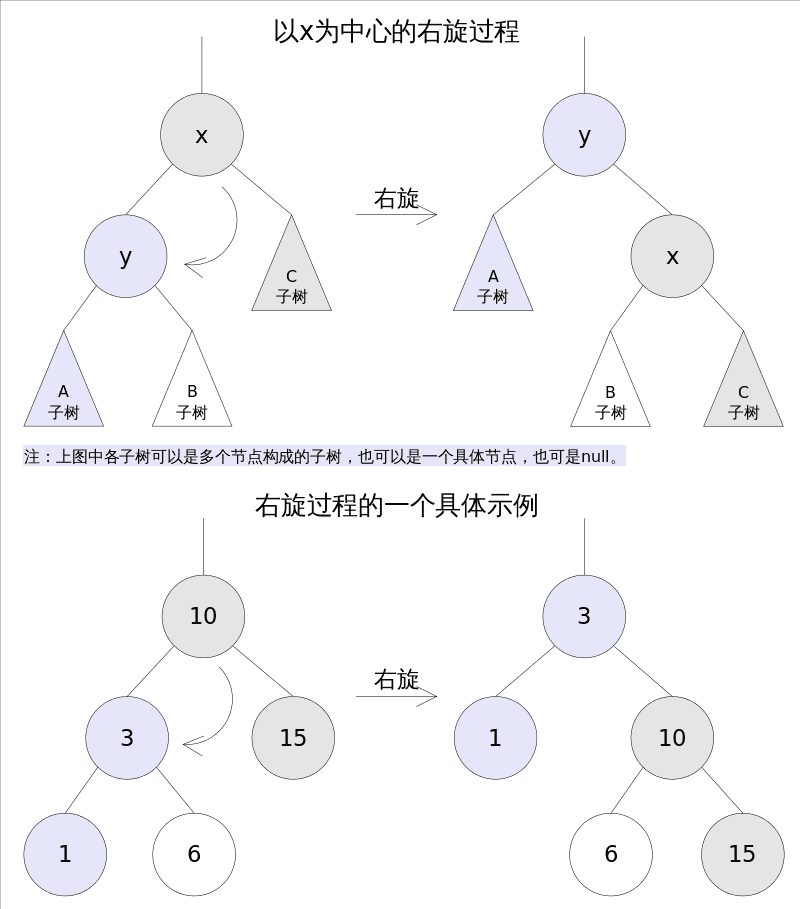 以x为中心的右旋过程
x
y
右旋
y
x
C
子树
A
子树
A
子树
B
子树
B
子树
C
子树
注：上图中各子树可以是多个节点构成的子树，也可以是一个具体节点，也可是null。
右旋过程的一个具体示例
10
3
右旋
3
15
1
10
1
6
6
15